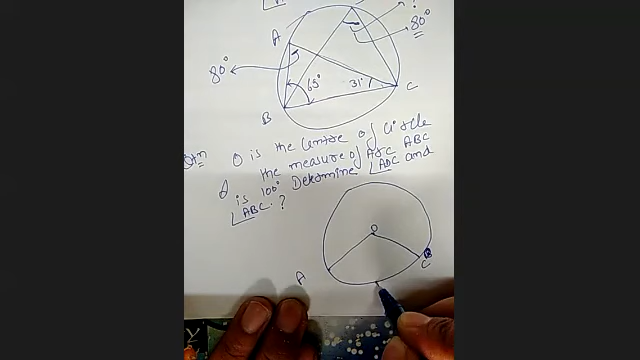 ?
80°
A
80°
65°
31°
C
B
O is the centre of circle
& the measure of Arc ABC
is 100° Determine ∠ADC and
∠ABC.?
O
B
C
A